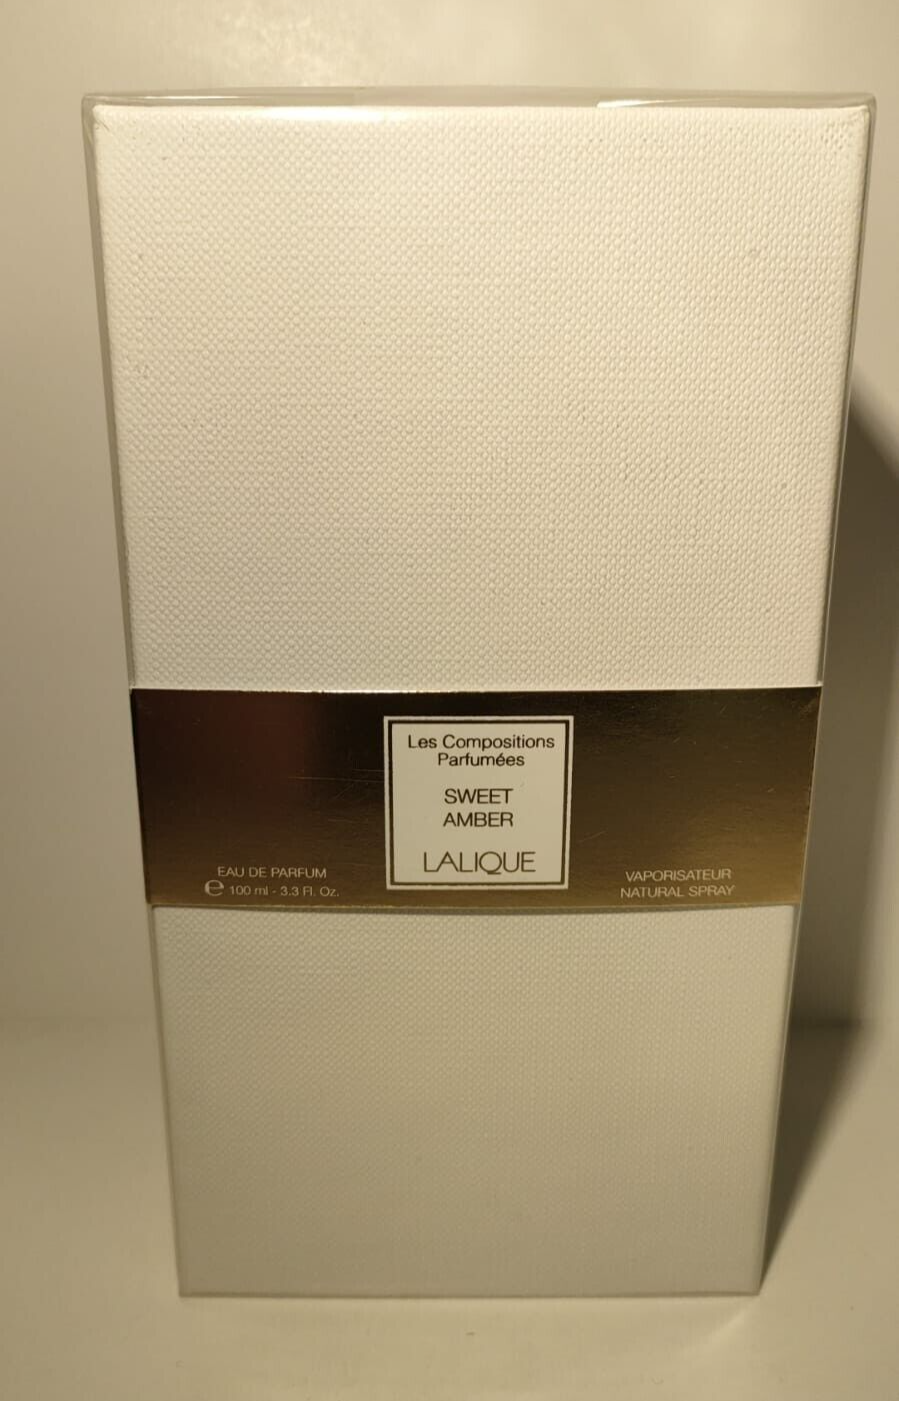 Les Compositions
Parfumées
SWEET
AMBER
LALIQUE
EAU DE PARFUM
℮ 100 ml - 3.3 Fl. Oz.
VAPORISATEUR
NATURAL SPRAY